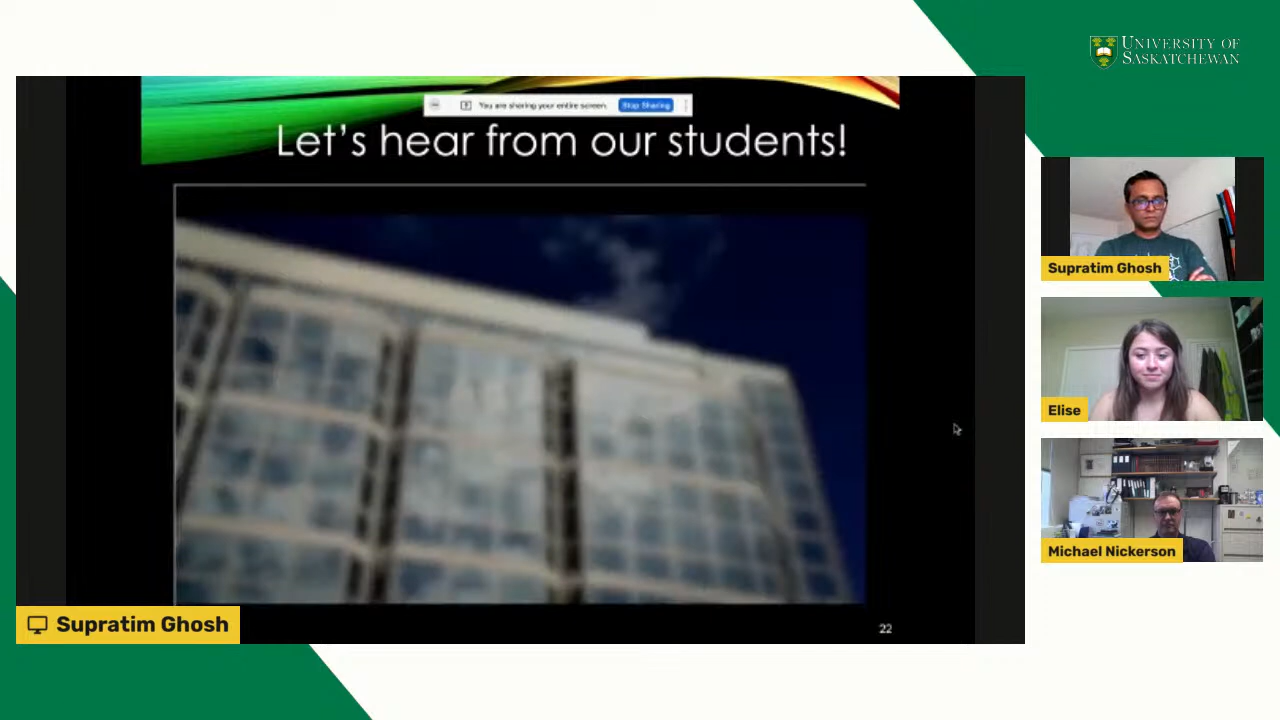 UNIVERSITY OF
SASKATCHEWAN
You are sharing your entire screen.
Stop Sharing
Let's hear from our students!
Supratim Ghosh
Elise
Michael Nickerson
Supratim Ghosh
22